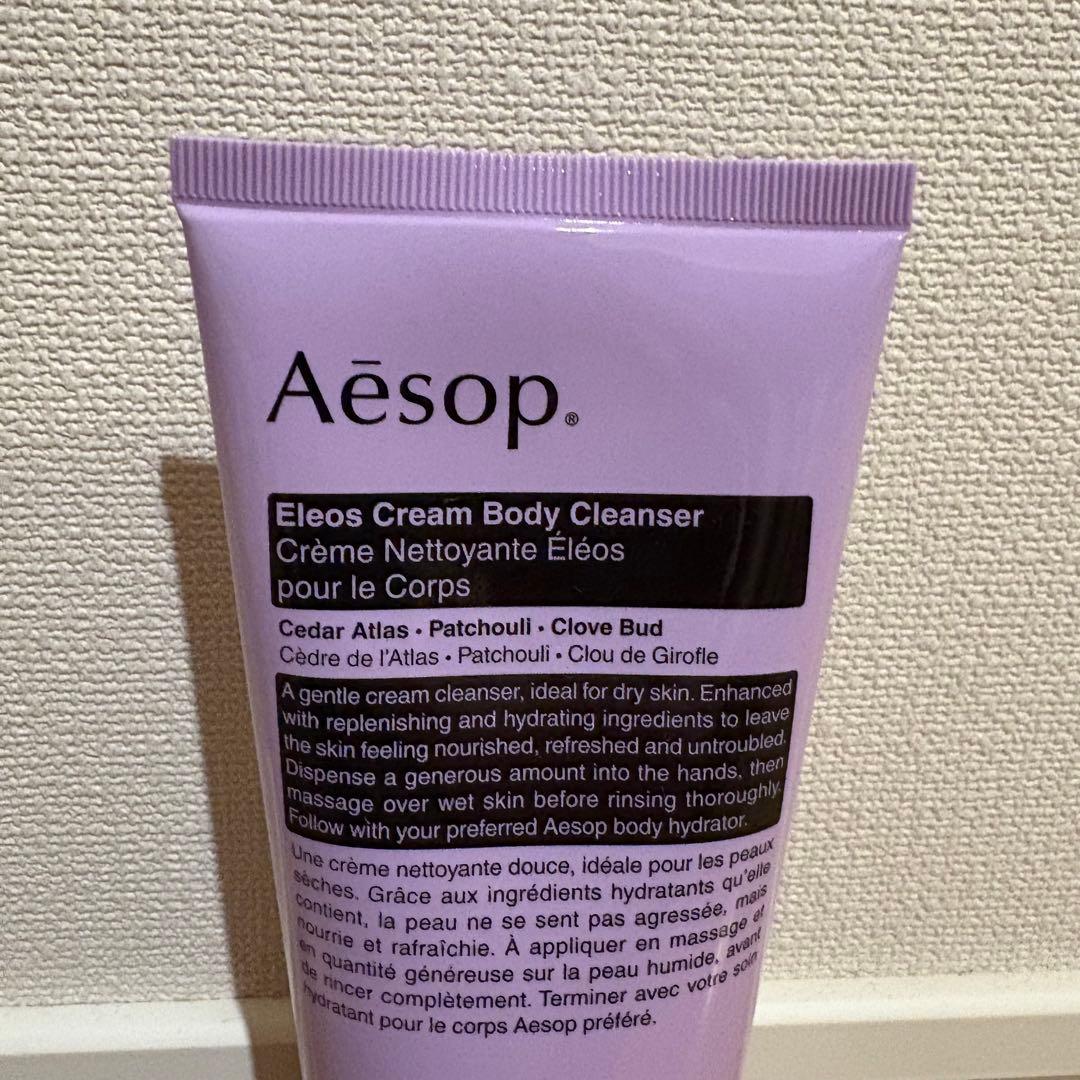 Aēsop®
Eleos Cream Body Cleanser
Crème Nettoyante Éléos
pour le Corps
Cedar Atlas • Patchouli • Clove Bud
Cèdre de l'Atlas • Patchouli • Clou de Girofle
A gentle cream cleanser, ideal for dry skin. Enhanced
with replenishing and hydrating ingredients to leave
the skin feeling nourished, refreshed and untroubled.
Dispense a generous amount into the hands, then
massage over wet skin before rinsing thoroughly.
Follow with your preferred Aesop body hydrator.
Une crème nettoyante douce, idéale pour les peaux
sèches. Grâce aux ingrédients hydratants qu'elle
contient, la peau ne se sent pas agressée, mais
nourrie et rafraîchie. À appliquer en massage et
en quantité généreuse sur la peau humide, avant
de rincer complètement. Terminer avec votre soin
hydratant pour le corps Aesop préféré.